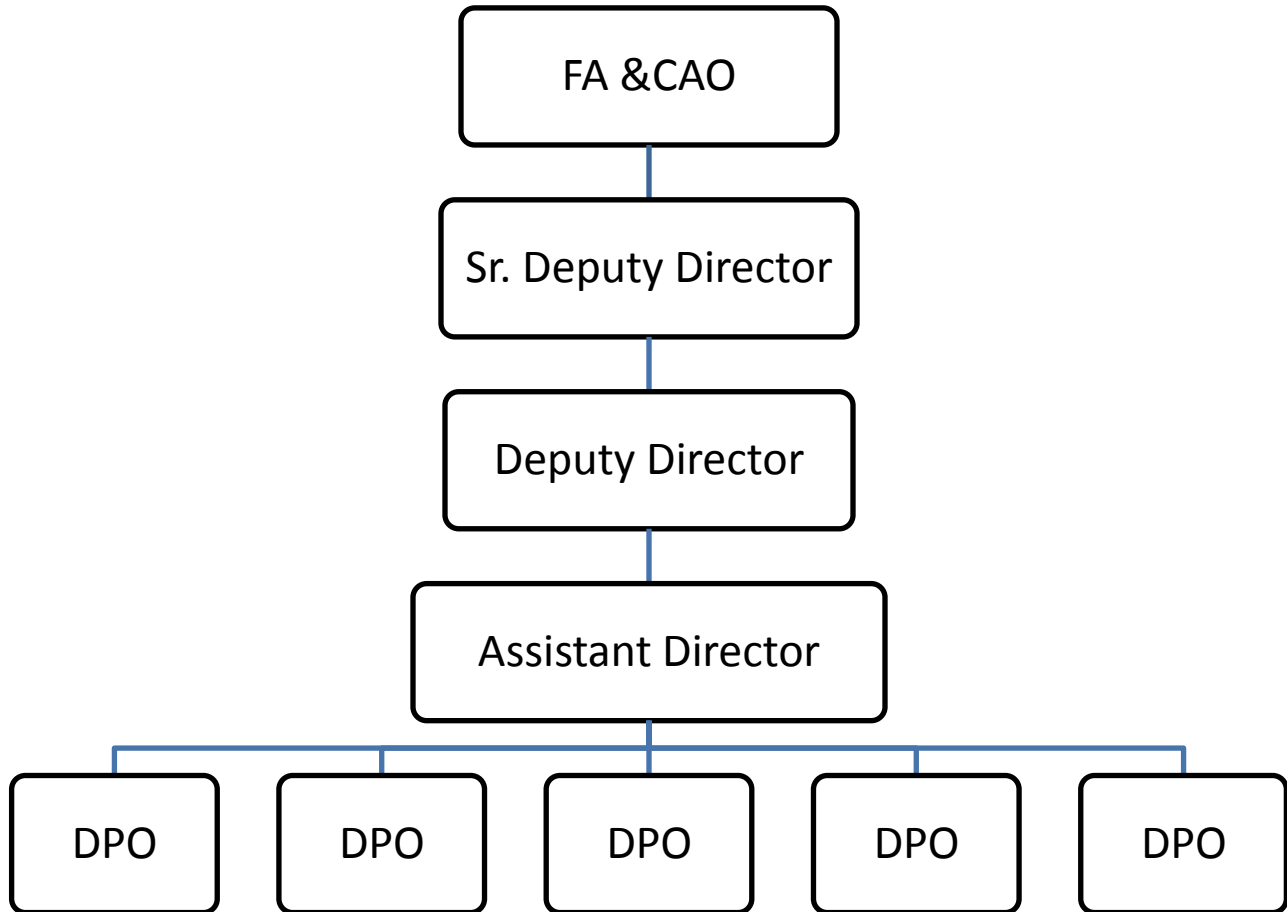 FA &CAO
Sr. Deputy Director
Deputy Director
Assistant Director
DPO
DPO
DPO
DPO
DPO